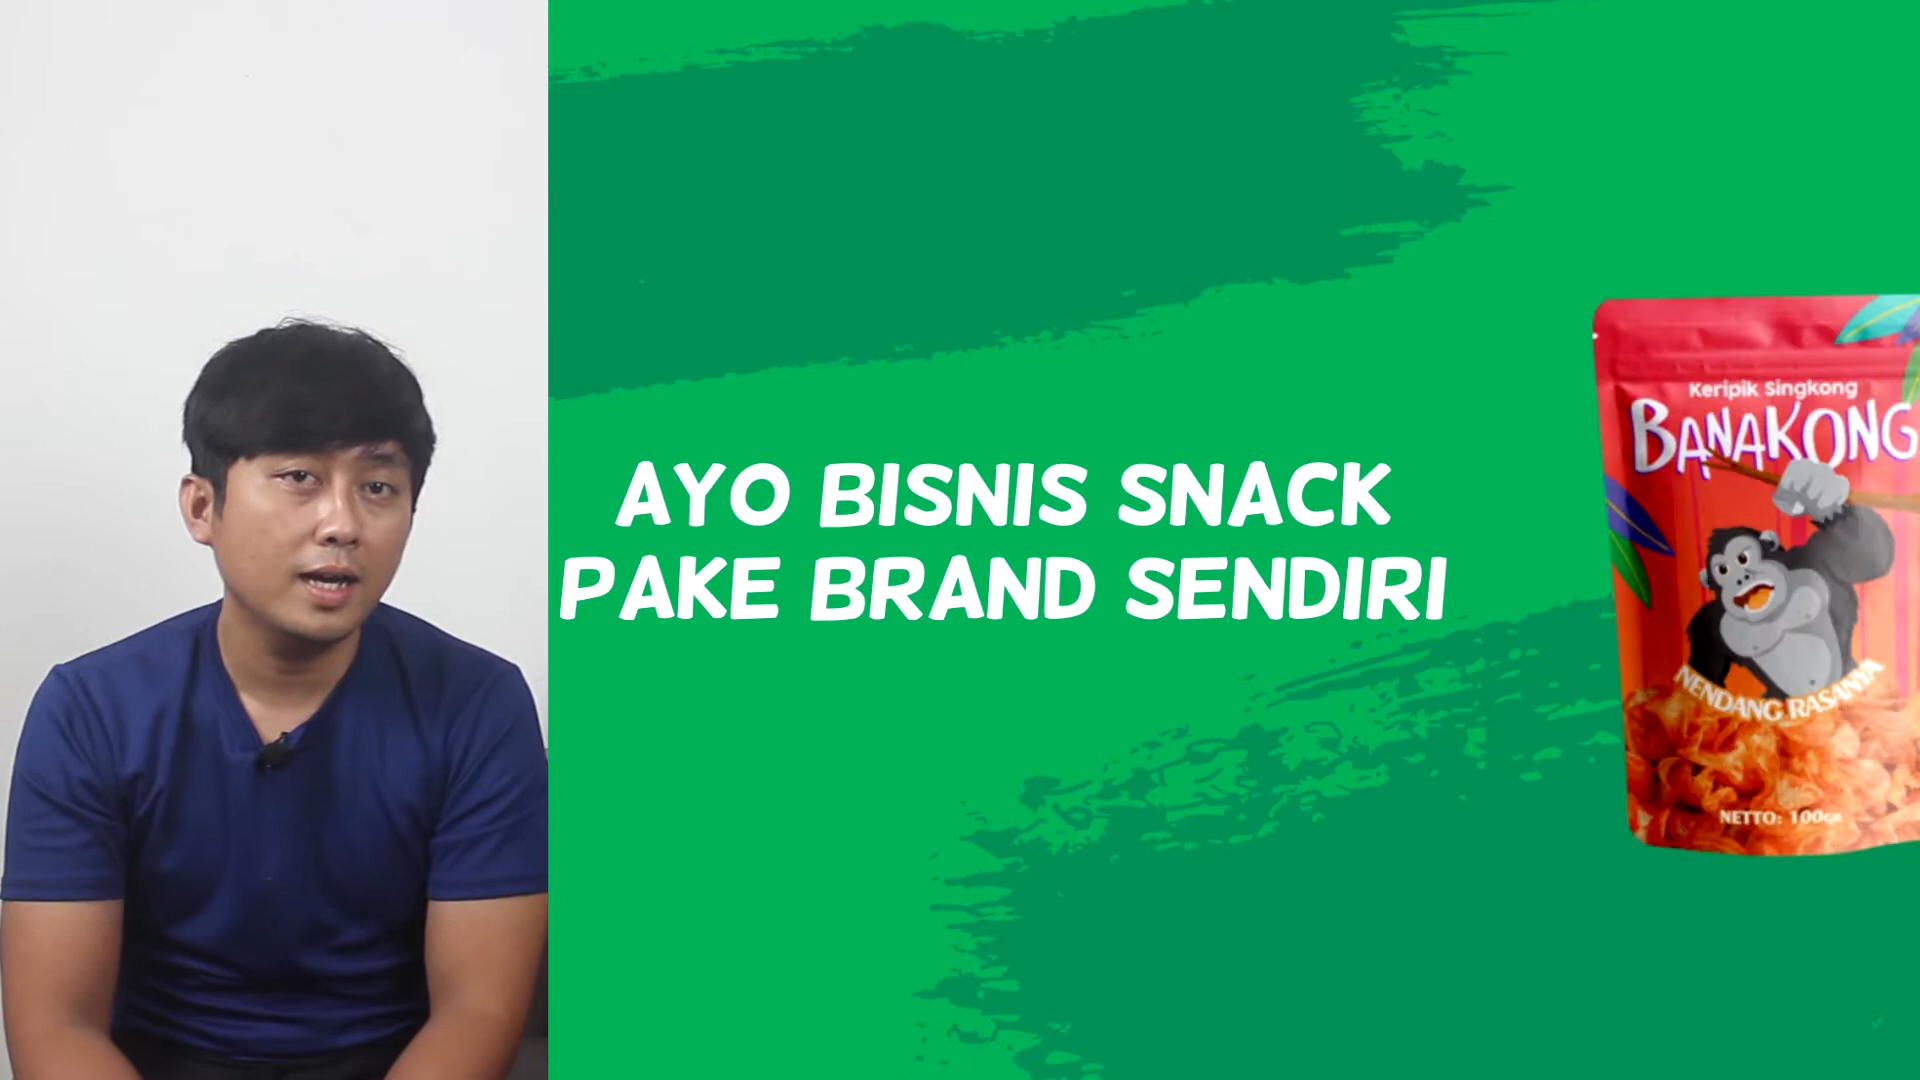 AYO BISNIS SNACK
PAKE BRAND SENDIRI
Keripik Singkong
BANAKONG
NENDANG RASANYA
NETTO: 100gr